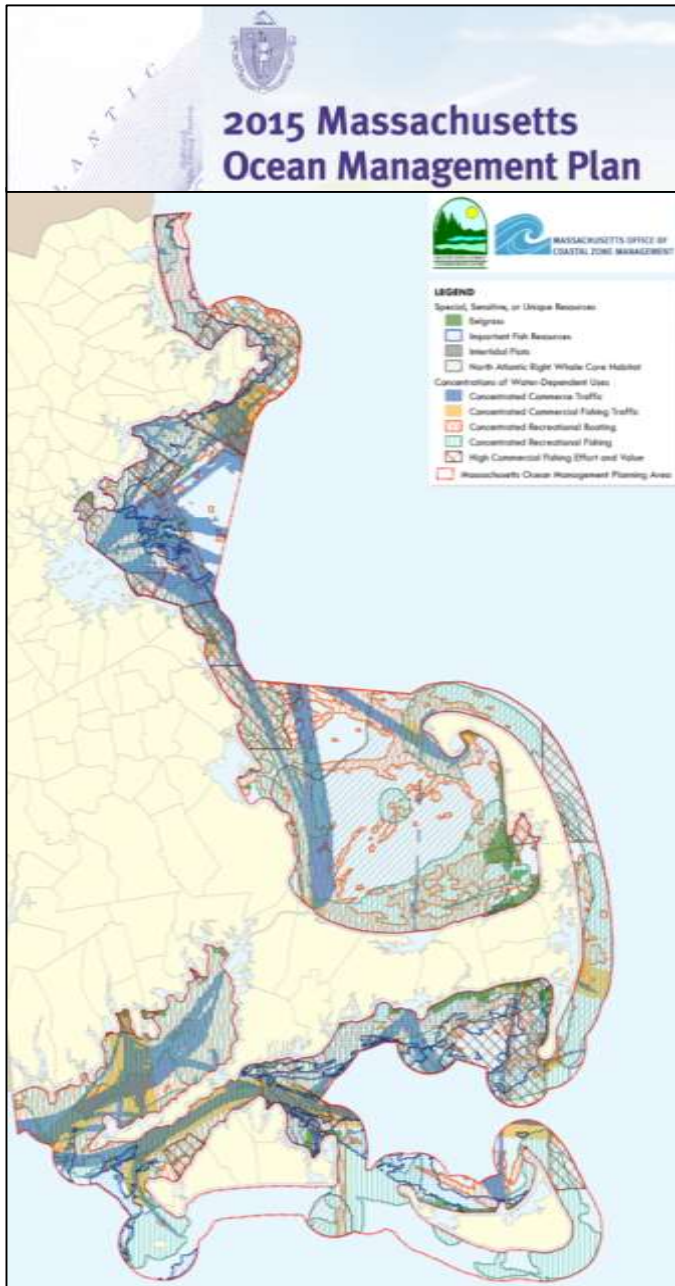 ATLANTIC
2015 Massachusetts
Ocean Management Plan
MASSACHUSETTS OFFICE OF
COASTAL ZONE MANAGEMENT
LEGEND
Special, Sensitive, or Unique Resources
Eelgrass
Important Fish Resources
Intertidal Flats
North Atlantic Right Whale Core Habitat
Concentrations of Water-Dependent Uses
Concentrated Commerce Traffic
Concentrated Commercial Fishing Traffic
Concentrated Recreational Boating
Concentrated Recreational Fishing
High Commercial Fishing Effort and Value
Massachusetts Ocean Management Planning Area